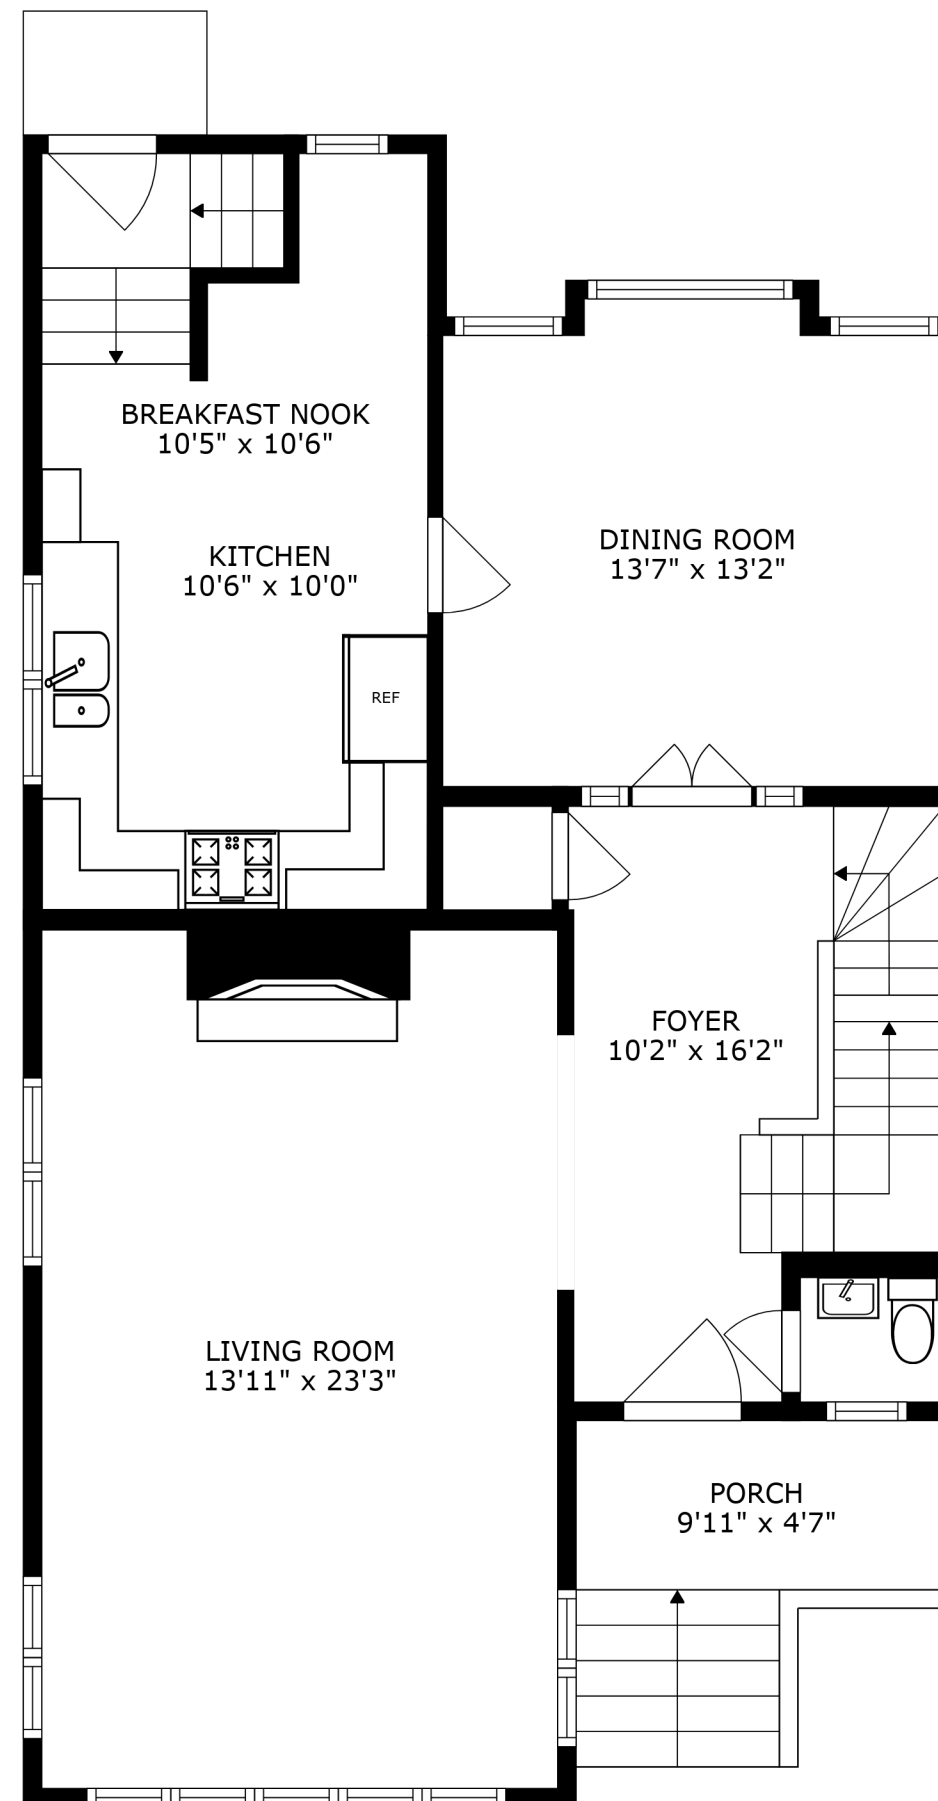 BREAKFAST NOOK
10'5" x 10'6"
KITCHEN
10'6" x 10'0"
DINING ROOM
13'7" x 13'2"
REF
FOYER
10'2" x 16'2"
LIVING ROOM
13'11" x 23'3"
PORCH
9'11" x 4'7"